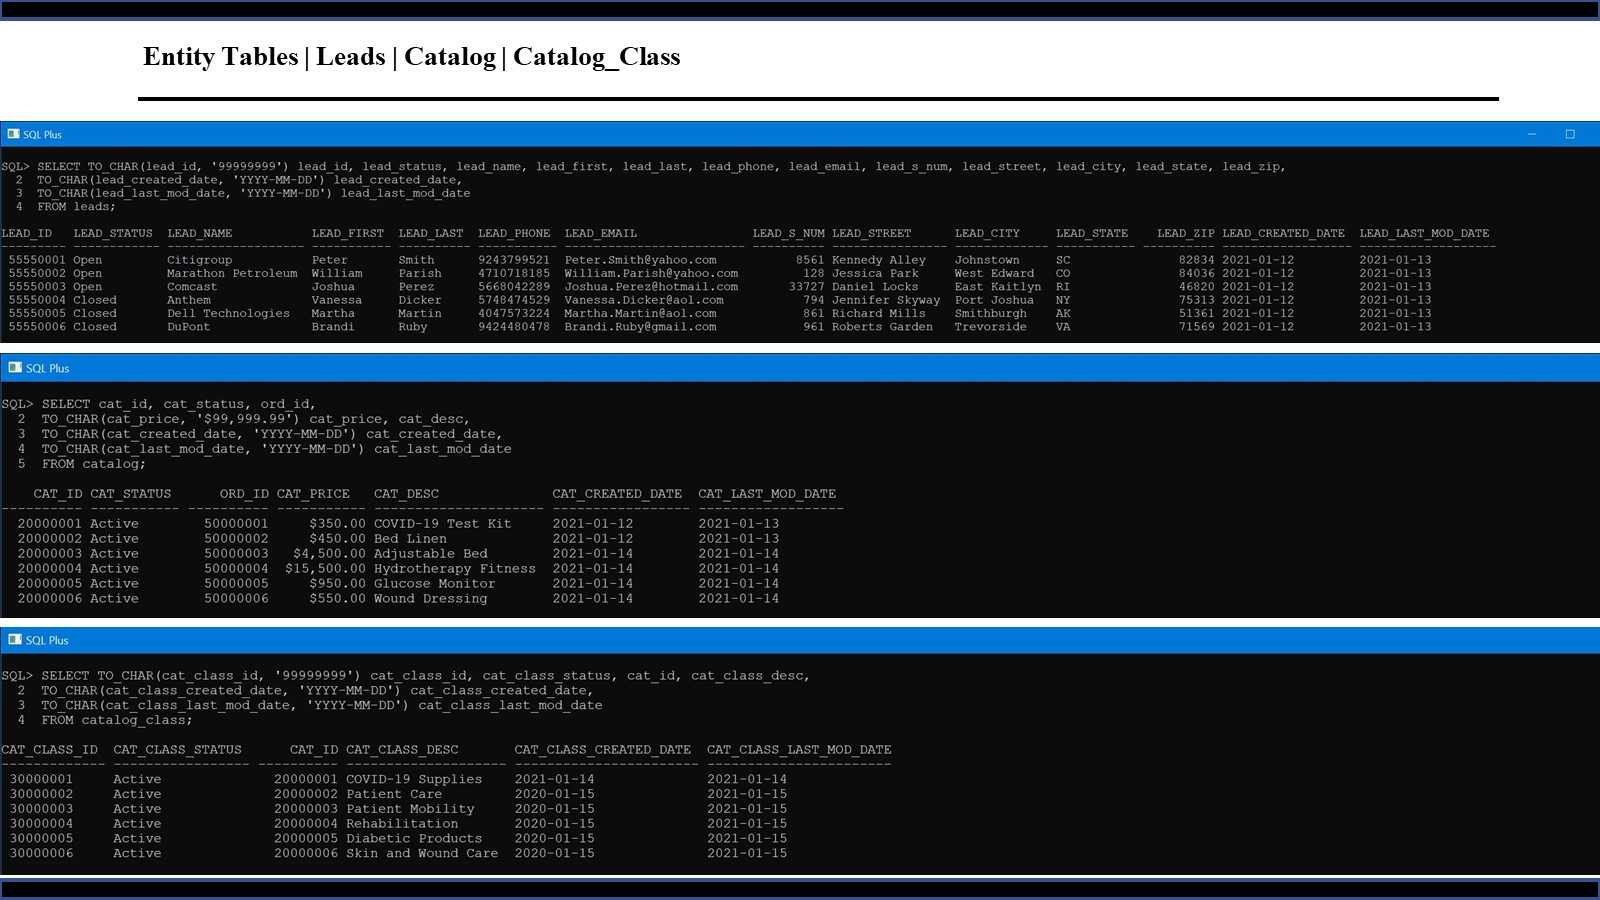 Entity Tables | Leads | Catalog | Catalog_Class
SQL Plus
SQL> SELECT TO_CHAR(lead_id, '99999999') lead_id, lead_status, lead_name, lead_first, lead_last, lead_phone, lead_email, lead_s_num, lead_street, lead_city, lead_state, lead_zip,
2 TO_CHAR(lead_created_date, 'YYYY-MM-DD') lead_created_date,
3 TO_CHAR(lead_last_mod_date, 'YYYY-MM-DD') lead_last_mod_date
4 FROM leads;
LEAD_ID LEAD_STATUS LEAD_NAME LEAD_FIRST LEAD_LAST LEAD_PHONE LEAD_EMAIL LEAD_S_NUM LEAD_STREET LEAD_CITY LEAD_STATE LEAD_ZIP LEAD_CREATED_DATE LEAD_LAST_MOD_DATE
55550001 Open Citigroup Peter Smith 9243799521 Peter.Smith@yahoo.com 8561 Kennedy Alley Johnstown SC 82834 2021-01-12 2021-01-13
55550002 Open Marathon Petroleum William Parish 4710718185 William.Parish@yahoo.com 128 Jessica Park West Edward CO 84036 2021-01-12 2021-01-13
55550003 Open Comcast Joshua Perez 5668042289 Joshua.Perez@hotmail.com 33727 Daniel Locks East Kaitlyn RI 46820 2021-01-12 2021-01-13
55550004 Closed Anthem Vanessa Dicker 5748474529 Vanessa.Dicker@aol.com 794 Jennifer Skyway Port Joshua NY 75313 2021-01-12 2021-01-13
55550005 Closed Dell Technologies Martha Martin 4047573224 Martha.Martin@aol.com 861 Richard Mills Smithburgh AK 51361 2021-01-12 2021-01-13
55550006 Closed DuPont Brandi Ruby 9424480478 Brandi.Ruby@gmail.com 961 Roberts Garden Trevorside VA 71569 2021-01-12 2021-01-13
SQL Plus
SQL> SELECT cat_id, cat_status, ord_id,
2 TO_CHAR(cat_price, '$99,999.99') cat_price, cat_desc,
3 TO_CHAR(cat_created_date, 'YYYY-MM-DD') cat_created_date,
4 TO_CHAR(cat_last_mod_date, 'YYYY-MM-DD') cat_last_mod_date
5 FROM catalog;
CAT_ID CAT_STATUS ORD_ID CAT_PRICE CAT_DESC CAT_CREATED_DATE CAT_LAST_MOD_DATE
20000001 Active 50000001 $350.00 COVID-19 Test Kit 2021-01-12 2021-01-13
20000002 Active 50000002 $450.00 Bed Linen 2021-01-12 2021-01-13
20000003 Active 50000003 $4,500.00 Adjustable Bed 2021-01-14 2021-01-14
20000004 Active 50000004 $15,500.00 Hydrotherapy Fitness 2021-01-14 2021-01-14
20000005 Active 50000005 $950.00 Glucose Monitor 2021-01-14 2021-01-14
20000006 Active 50000006 $550.00 Wound Dressing 2021-01-14 2021-01-14
SQL Plus
SQL> SELECT TO_CHAR(cat_class_id, '99999999') cat_class_id, cat_class_status, cat_id, cat_class_desc,
2 TO_CHAR(cat_class_created_date, 'YYYY-MM-DD') cat_class_created_date,
3 TO_CHAR(cat_class_last_mod_date, 'YYYY-MM-DD') cat_class_last_mod_date
4 FROM catalog_class;
CAT_CLASS_ID CAT_CLASS_STATUS CAT_ID CAT_CLASS_DESC CAT_CLASS_CREATED_DATE CAT_CLASS_LAST_MOD_DATE
30000001 Active 20000001 COVID-19 Supplies 2021-01-14 2021-01-14
30000002 Active 20000002 Patient Care 2020-01-15 2021-01-15
30000003 Active 20000003 Patient Mobility 2020-01-15 2021-01-15
30000004 Active 20000004 Rehabilitation 2020-01-15 2021-01-15
30000005 Active 20000005 Diabetic Products 2020-01-15 2021-01-15
30000006 Active 20000006 Skin and Wound Care 2020-01-15 2021-01-15